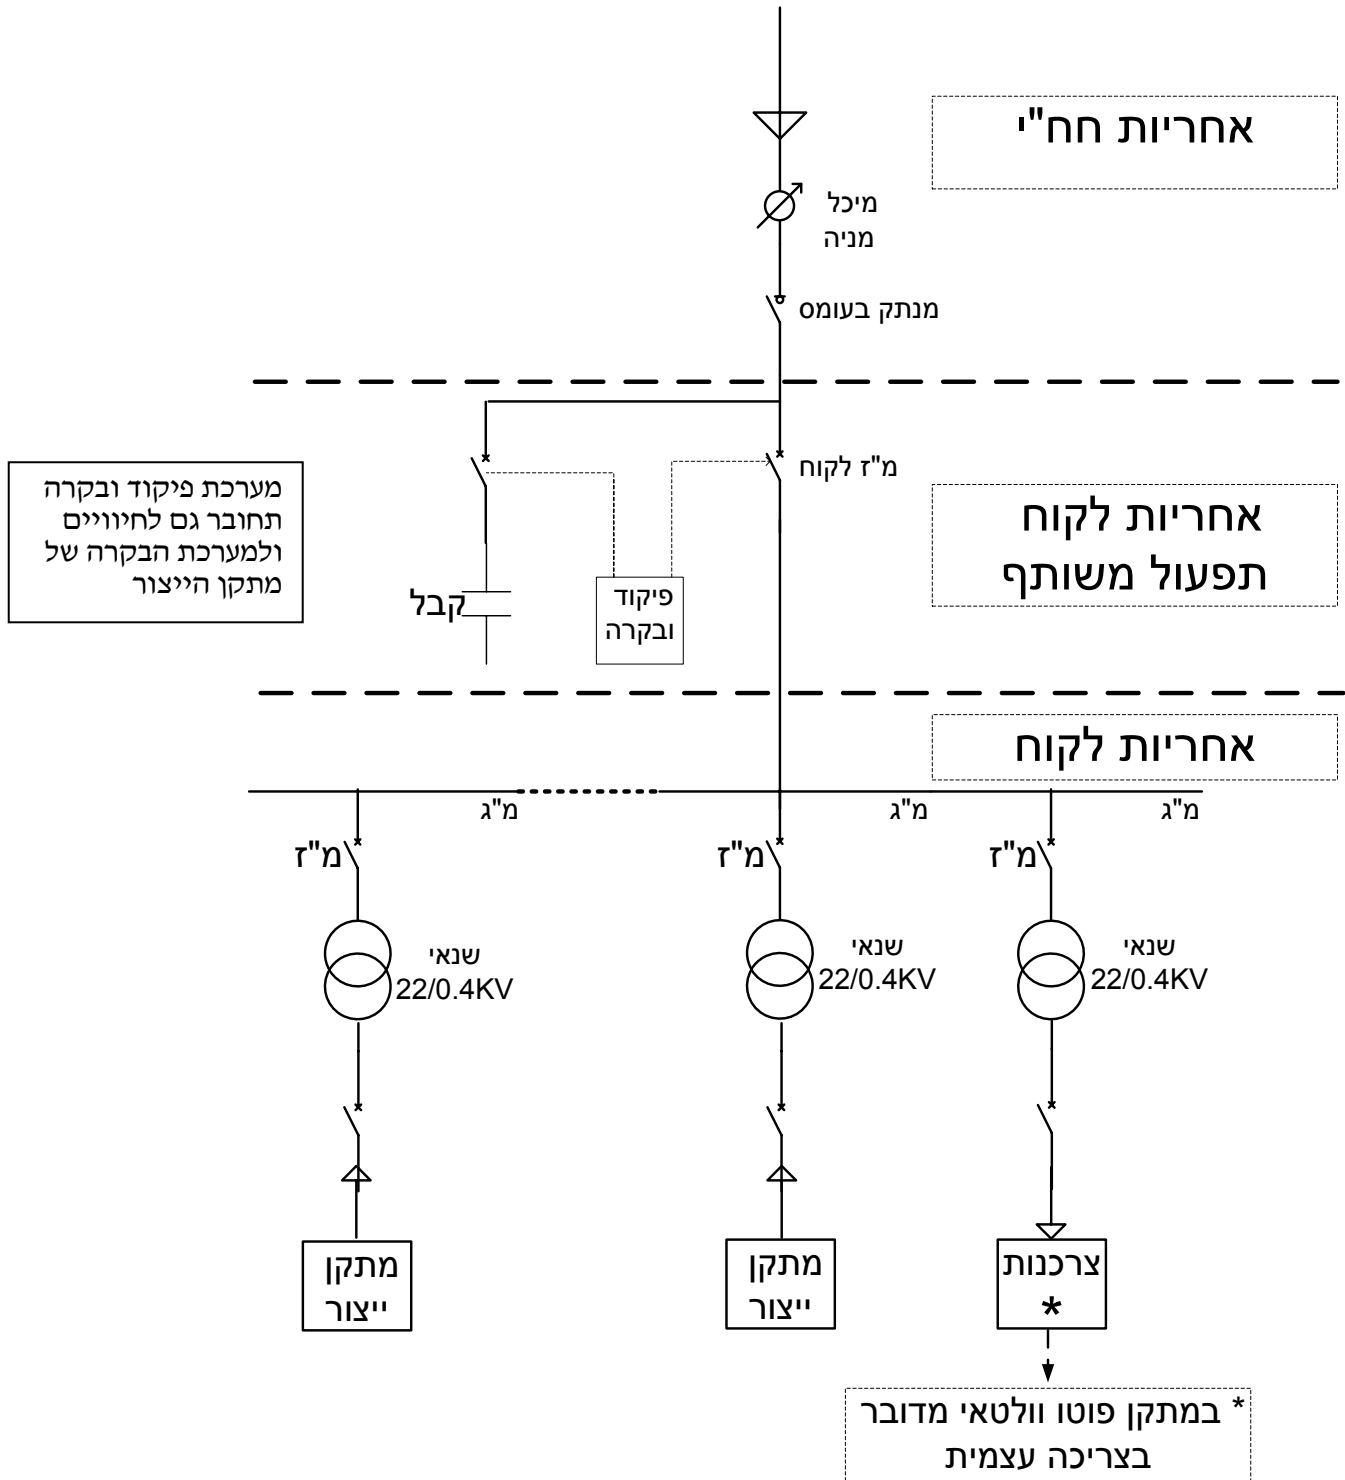 אחריות חח"י
מיכל
מניה
מנתק בעומס
מ"ז לקוח
מערכת פיקוד ובקרה
תחובר גם לחיוויים
ולמערכת הבקרה של
מתקן הייצור
אחריות לקוח
תפעול משותף
קבל
פיקוד
ובקרה
אחריות לקוח
מ"ג
מ"ג
מ"ג
מ"ז
מ"ז
מ"ז
שנאי
22/0.4KV
שנאי
22/0.4KV
שנאי
22/0.4KV
צרכנות
*
מתקן
ייצור
מתקן
ייצור
* במתקן פוטו וולטאי מדובר
בצריכה עצמית